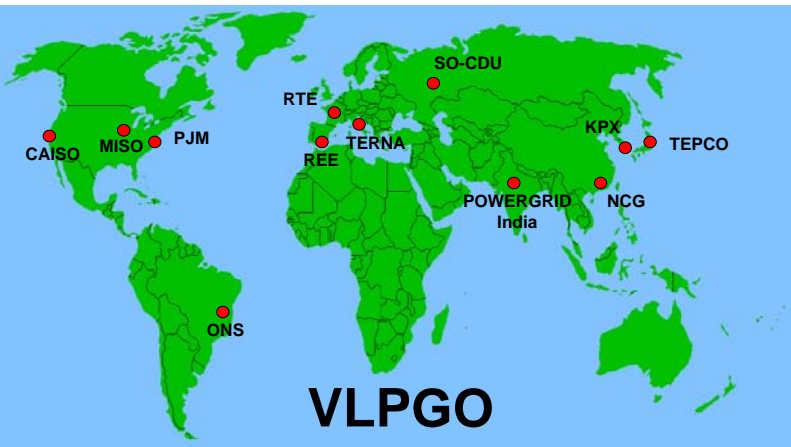 SO-CDU
RTE
KPX
CAISO
MISO
PJM
TERNA
TEPCO
REE
POWERGRID
India
NCG
ONS
VLPGO